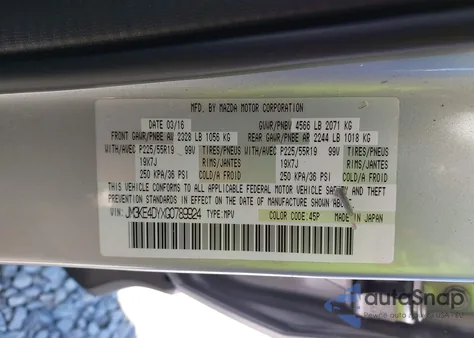 MFD. BY MAZDA MOTOR CORPORATION
DATE 03/16 GVWR/PNBV 4566 LB 2071 KG
FRONT GAWR/PNBE AV 2328 LB 1056 KG REAR GAWR/PNBE AR 2244 LB 1018 KG
WITH/AVEC P225/55R19 99V TIRES/PNEUS WITH/AVEC P225/55R19 99V TIRES/PNEUS
19X7J RIMS/JANTES 19X7J RIMS/JANTES
250 KPA/36 PSI COLD/A FROID 250 KPA/36 PSI COLD/A FROID
THIS VEHICLE CONFORMS TO ALL APPLICABLE FEDERAL MOTOR VEHICLE SAFETY AND THEFT
PREVENTION STANDARDS IN EFFECT ON THE DATE OF MANUFACTURE SHOWN ABOVE.
VIN: JM3KE4DYXG0789924 TYPE: MPV COLOR CODE: 45P MADE IN JAPAN
autoSnap
Pewne auto z USA i EU